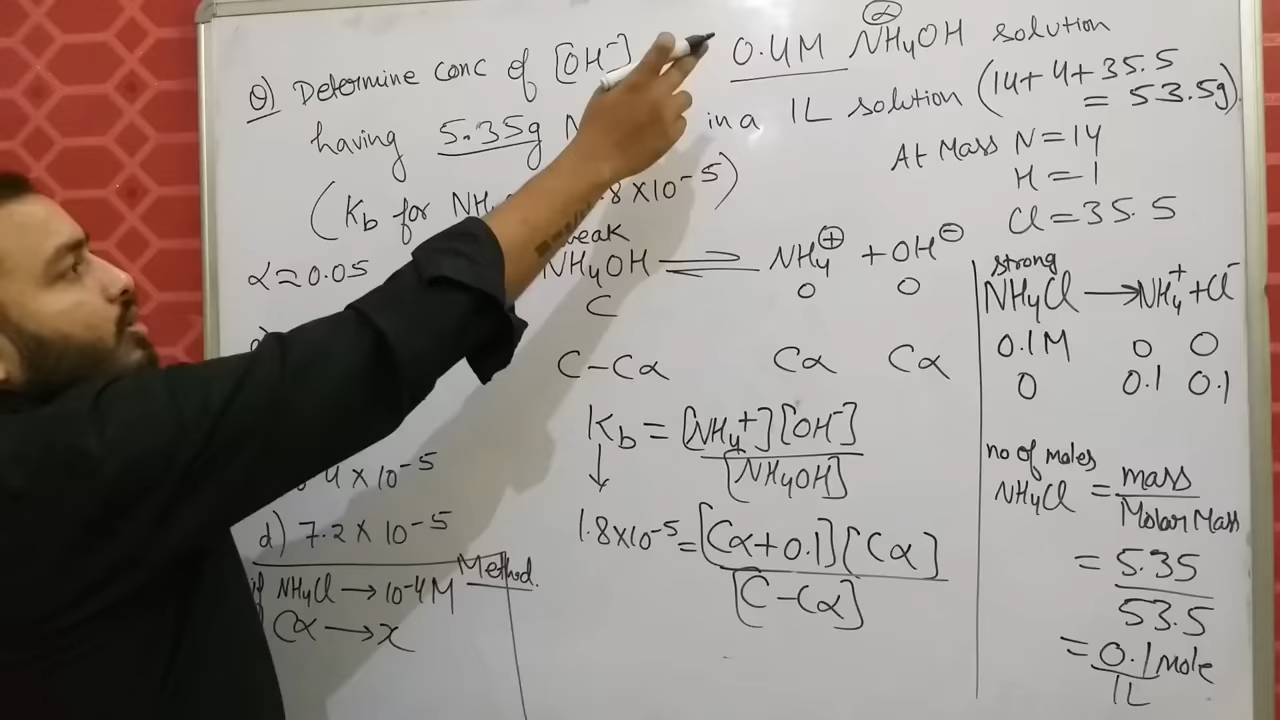 Q) Determine conc of [OH⁻] 0.4M NH4OH solution
α
having 5.35g N in a 1L solution (14+4+35.5
= 53.5g)
(Kb for NH 8 X10⁻⁵)
At Mass N = 14
H = 1
Cl = 35.5
α = 0.05
weak
NH4OH ⇌ NH4⊕ + OH⊖
C 0 0
C-Cα Cα Cα
Kb = [NH4+][OH⁻]
[NH4OH]
1.8X10⁻⁵ = [Cα+0.1][Cα]
[C-Cα]
4 X 10⁻⁵
d) 7.2 X 10⁻⁵
Method.
if NH4Cl → 10⁻4M
Cα → x
strong
NH4Cl → NH4+ + Cl⁻
0.1M 0 0
0 0.1 0.1
no of moles
NH4Cl = mass
Molar Mass
= 5.35
53.5
= 0.1 mole
1L